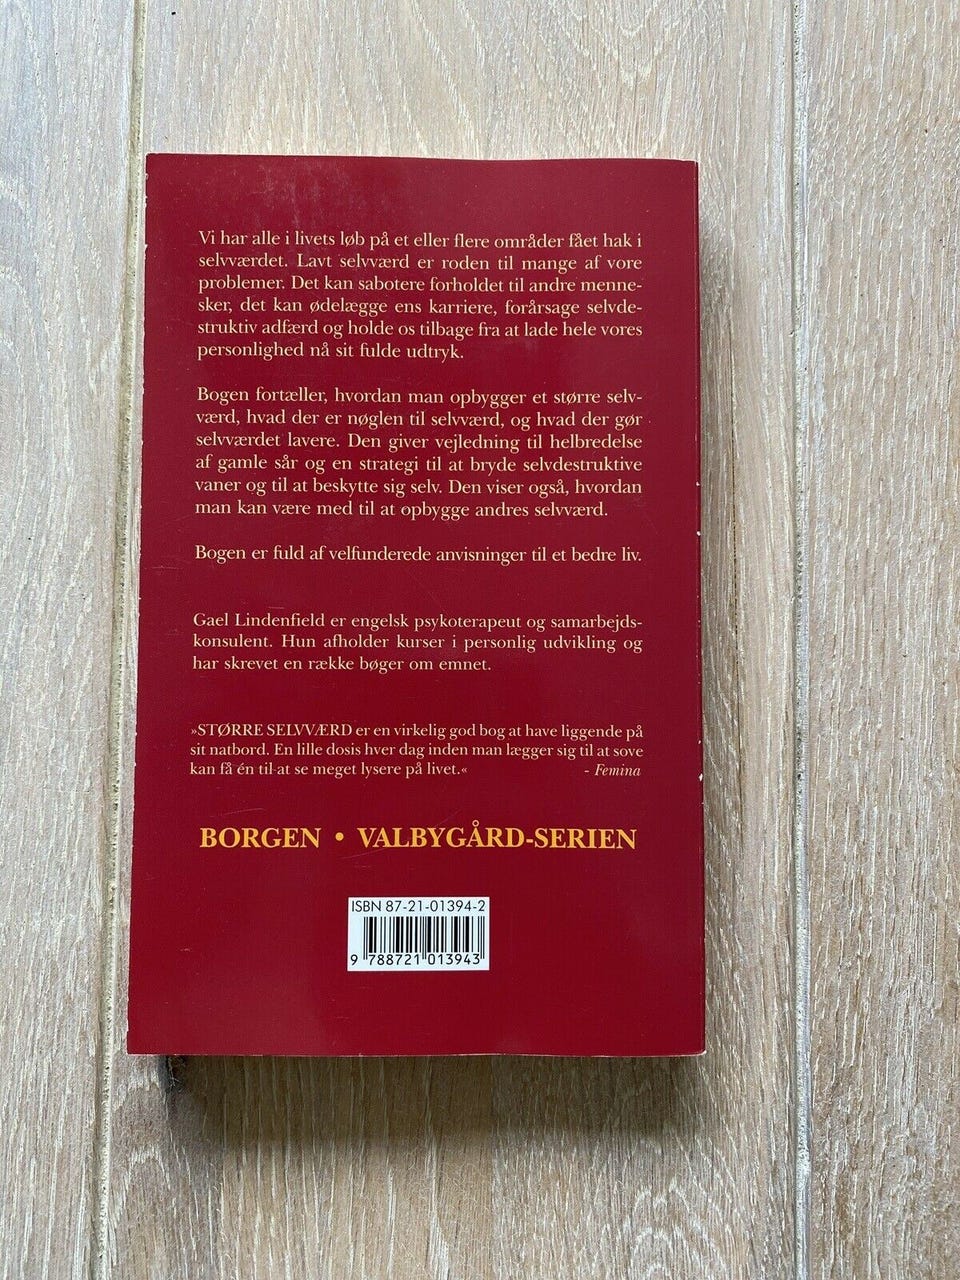 Vi har alle i livets løb på et eller flere områder fået hak i
selvværdet. Lavt selvværd er roden til mange af vore
problemer. Det kan sabotere forholdet til andre menne-
sker, det kan ødelægge ens karriere, forårsage selvde-
struktiv adfærd og holde os tilbage fra at lade hele vores
personlighed nå sit fulde udtryk.
Bogen fortæller, hvordan man opbygger et større selv-
værd, hvad der er nøglen til selvværd, og hvad der gør
selvværdet lavere. Den giver vejledning til helbredelse
af gamle sår og en strategi til at bryde selvdestruktive
vaner og til at beskytte sig selv. Den viser også, hvordan
man kan være med til at opbygge andres selvværd.
Bogen er fuld af velfunderede anvisninger til et bedre liv.
Gael Lindenfield er engelsk psykoterapeut og samarbejds-
konsulent. Hun afholder kurser i personlig udvikling og
har skrevet en række bøger om emnet.
»STØRRE SELVVÆRD er en virkelig god bog at have liggende på
sit natbord. En lille dosis hver dag inden man lægger sig til at sove
kan få én til at se meget lysere på livet.« - Femina
BORGEN • VALBYGÅRD-SERIEN
ISBN 87-21-01394-2
9 788721 013943